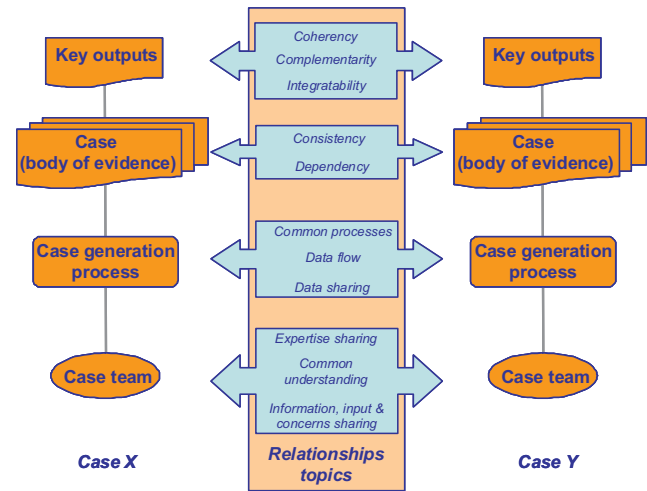 Key outputs
Coherency
Complementarity
Integratability
Key outputs
Case
(body of evidence)
Consistency
Dependency
Case
(body of evidence)
Case generation
process
Common processes
Data flow
Data sharing
Case generation
process
Case team
Expertise sharing
Common
understanding
Information, input &
concerns sharing
Case team
Case X
Relationships
topics
Case Y